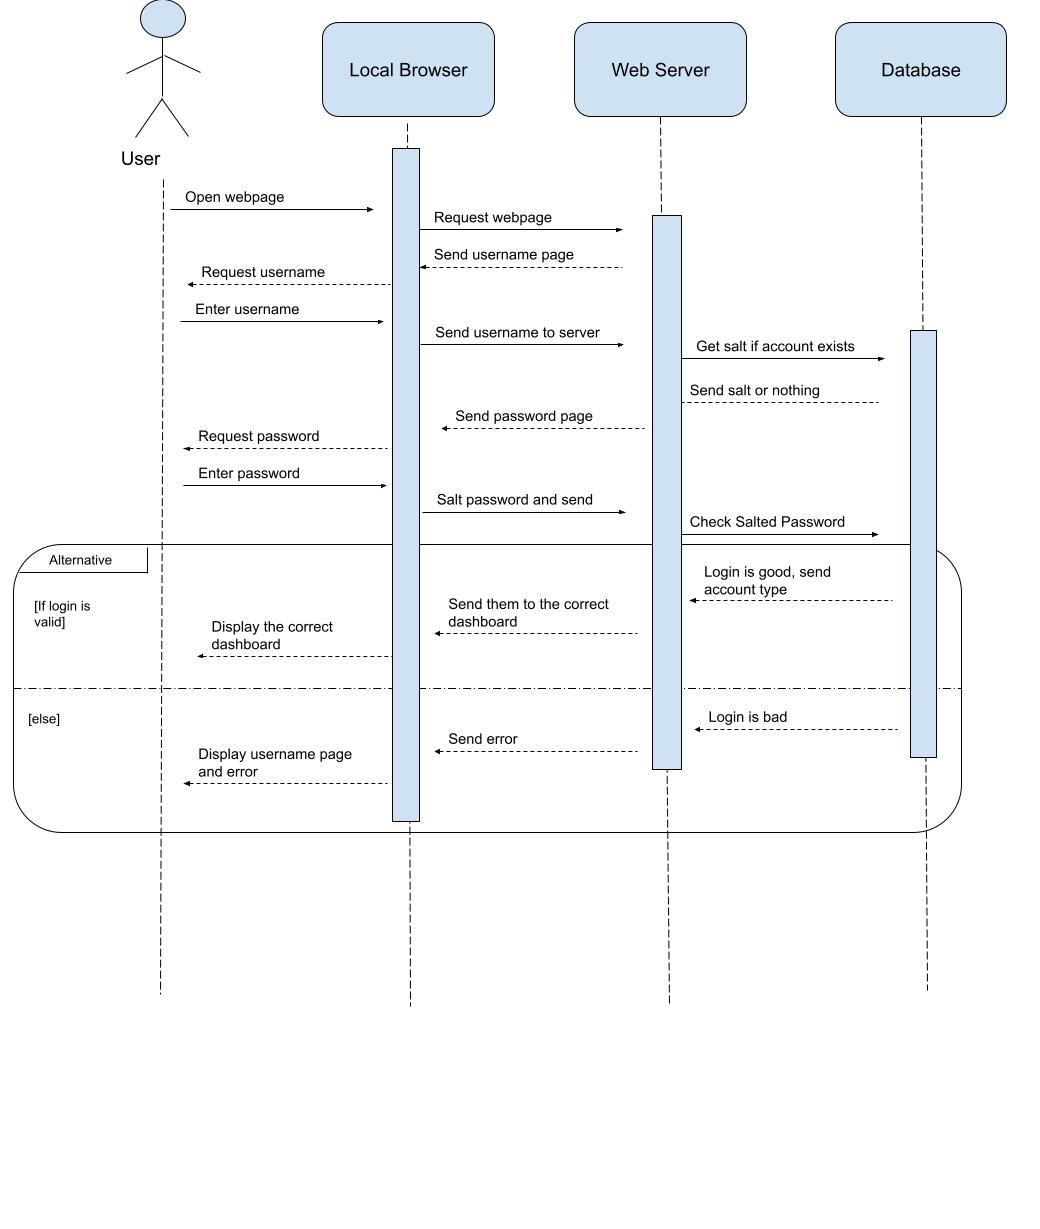 Local Browser
Web Server
Database
User
Open webpage
Request webpage
Send username page
Request username
Enter username
Send username to server
Get salt if account exists
Send salt or nothing
Send password page
Request password
Enter password
Salt password and send
Check Salted Password
Alternative
Login is good, send
account type
[If login is
valid]
Send them to the correct
dashboard
Display the correct
dashboard
[else]
Login is bad
Send error
Display username page
and error